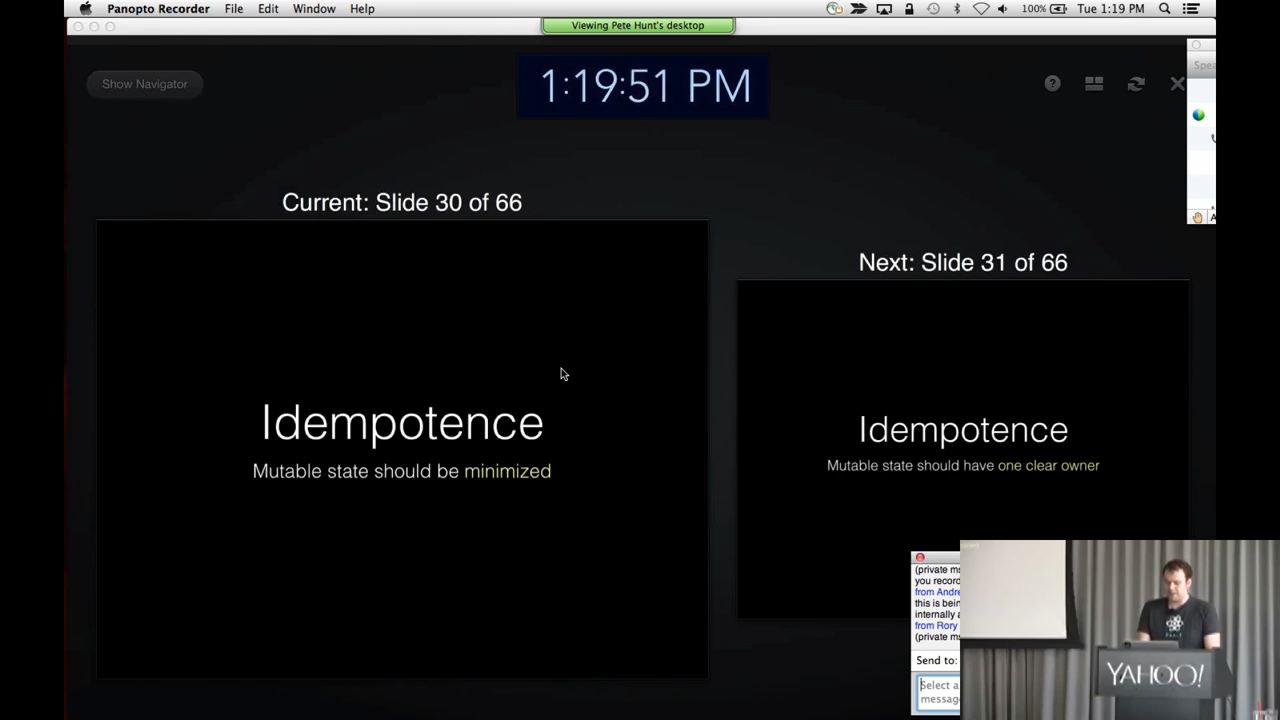 Panopto Recorder File Edit Window Help
100% Tue 1:19 PM
Viewing Pete Hunt's desktop
Show Navigator
1:19:51 PM
?
Spea
Current: Slide 30 of 66
Next: Slide 31 of 66
Idempotence
Mutable state should be minimized
Idempotence
Mutable state should have one clear owner
(private ms
you record
from Andre
this is bein
internally a
from Rory
(private ms
Send to:
Select a
messag
YAHOO!